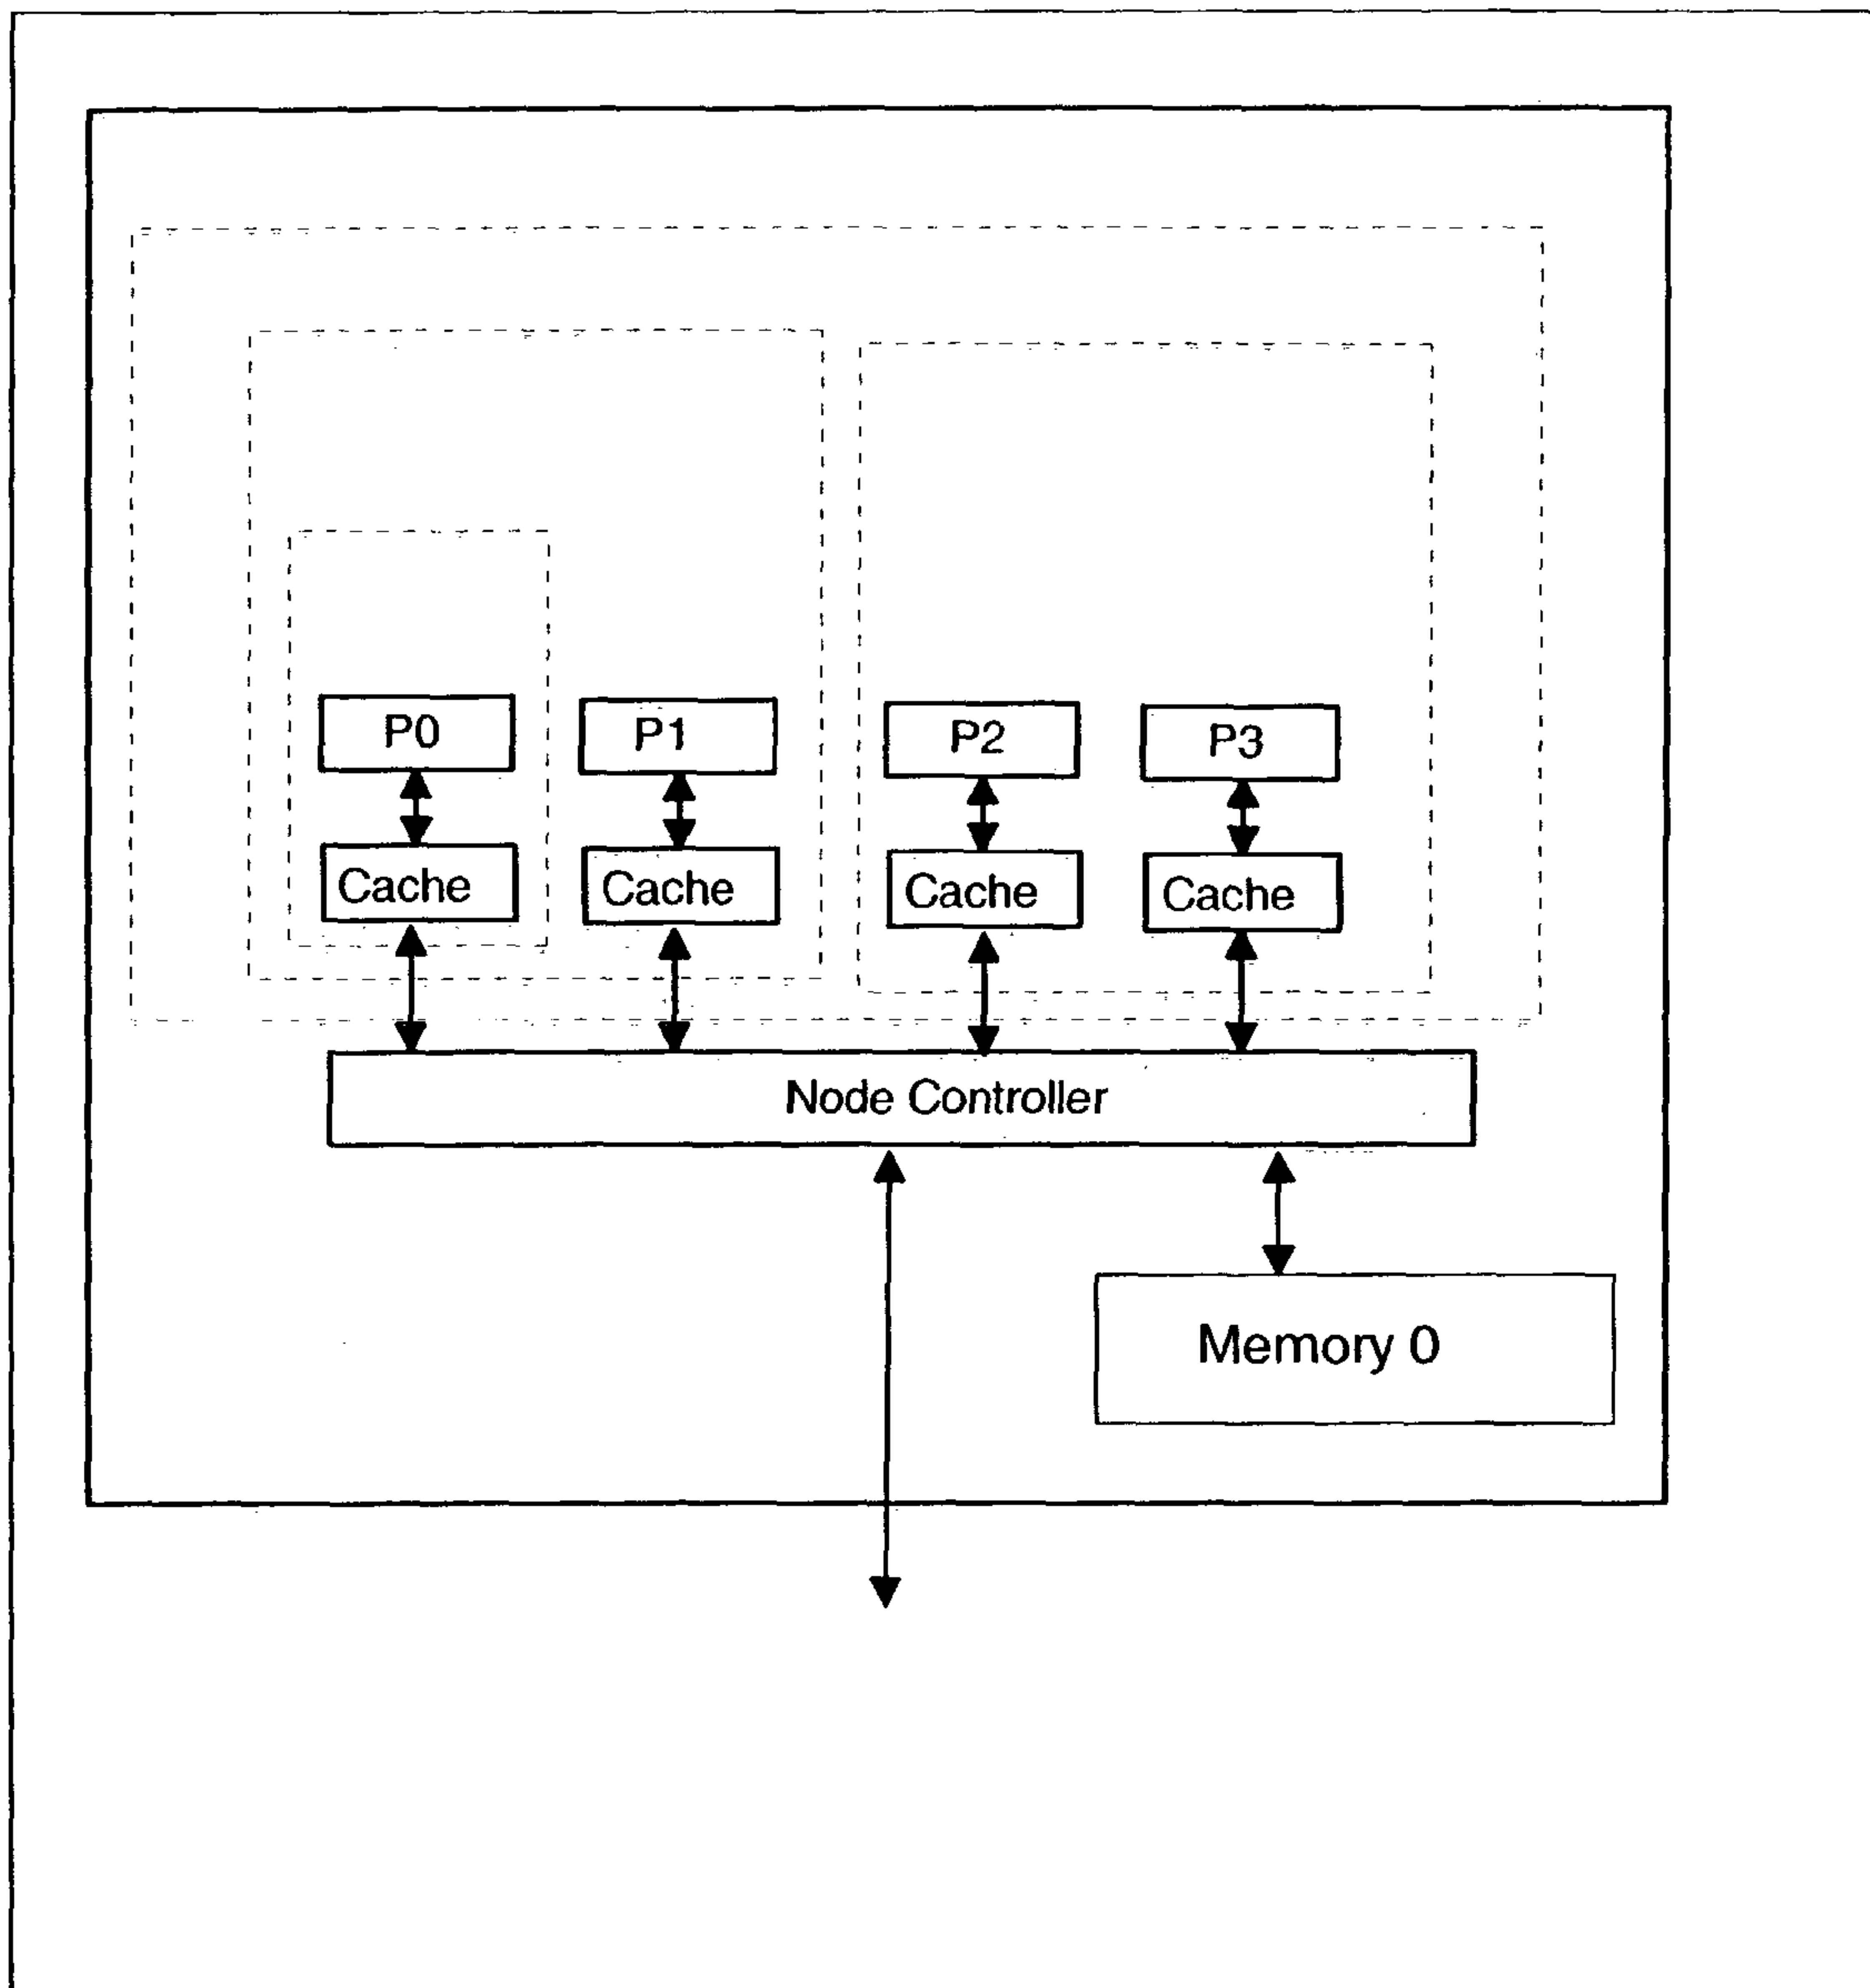 P0 P1 P2 P3
Cache Cache Cache Cache
Node Controller
Memory 0